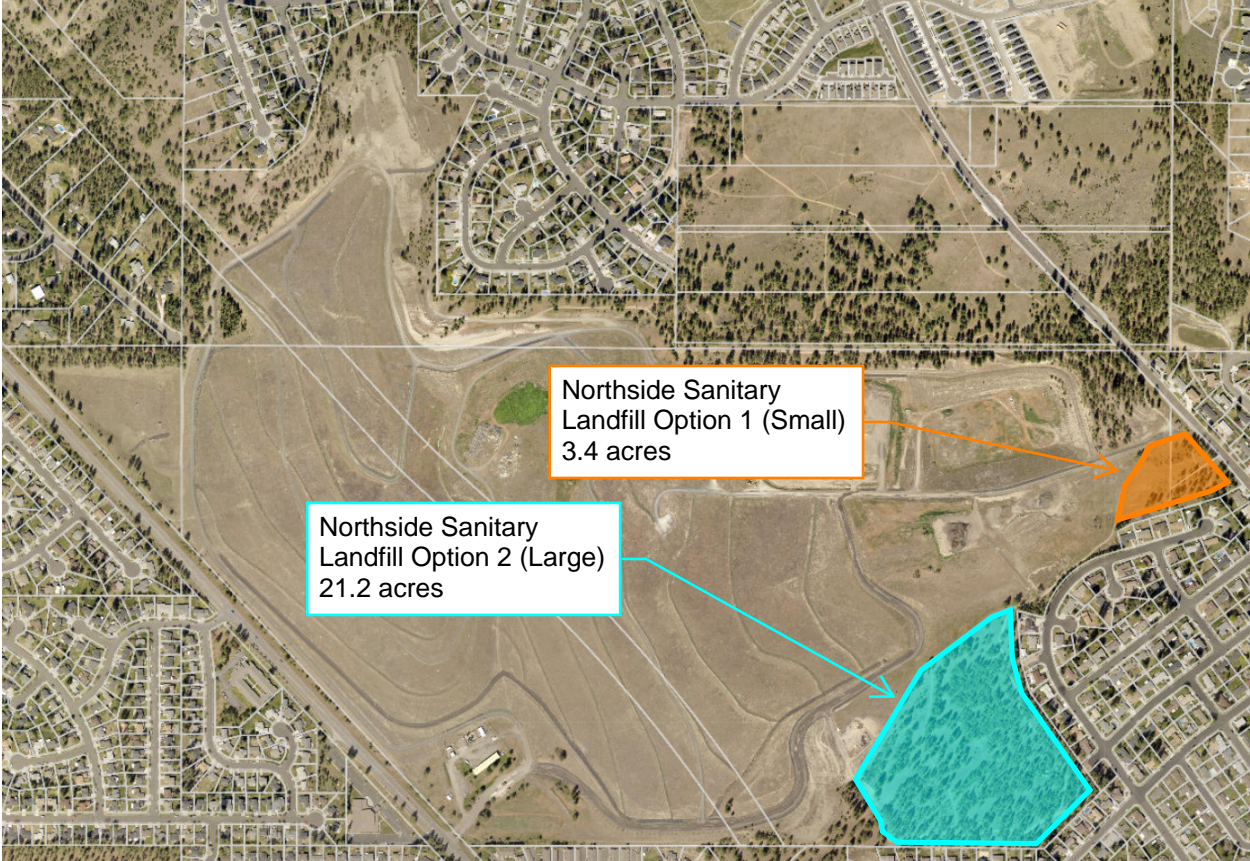 Northside Sanitary
Landfill Option 1 (Small)
3.4 acres
Northside Sanitary
Landfill Option 2 (Large)
21.2 acres